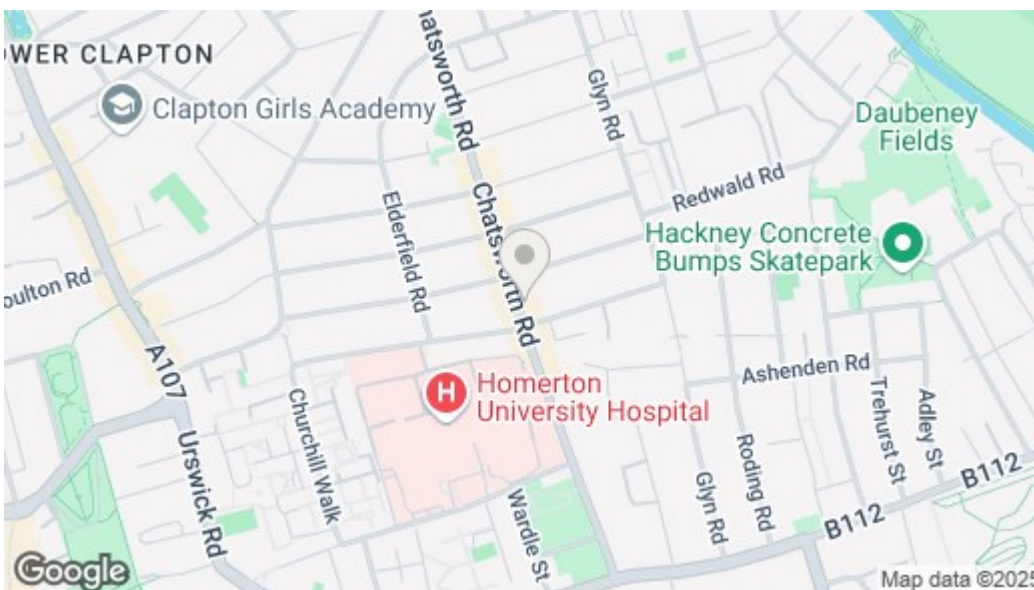 OWER CLAPTON
Clapton Girls Academy
hatsworth Rd
Chatsworth Rd
Glyn Rd
Daubeney
Fields
Redwald Rd
Elderfield Rd
Hackney Concrete
Bumps Skatepark
oulton Rd
A107
Homerton
University Hospital
Ashenden Rd
Churchill Walk
Urswick Rd
Trehurst St
Adley St
Roding Rd
Glyn Rd
Wardle St
B112
B112
Google
Map data ©2025